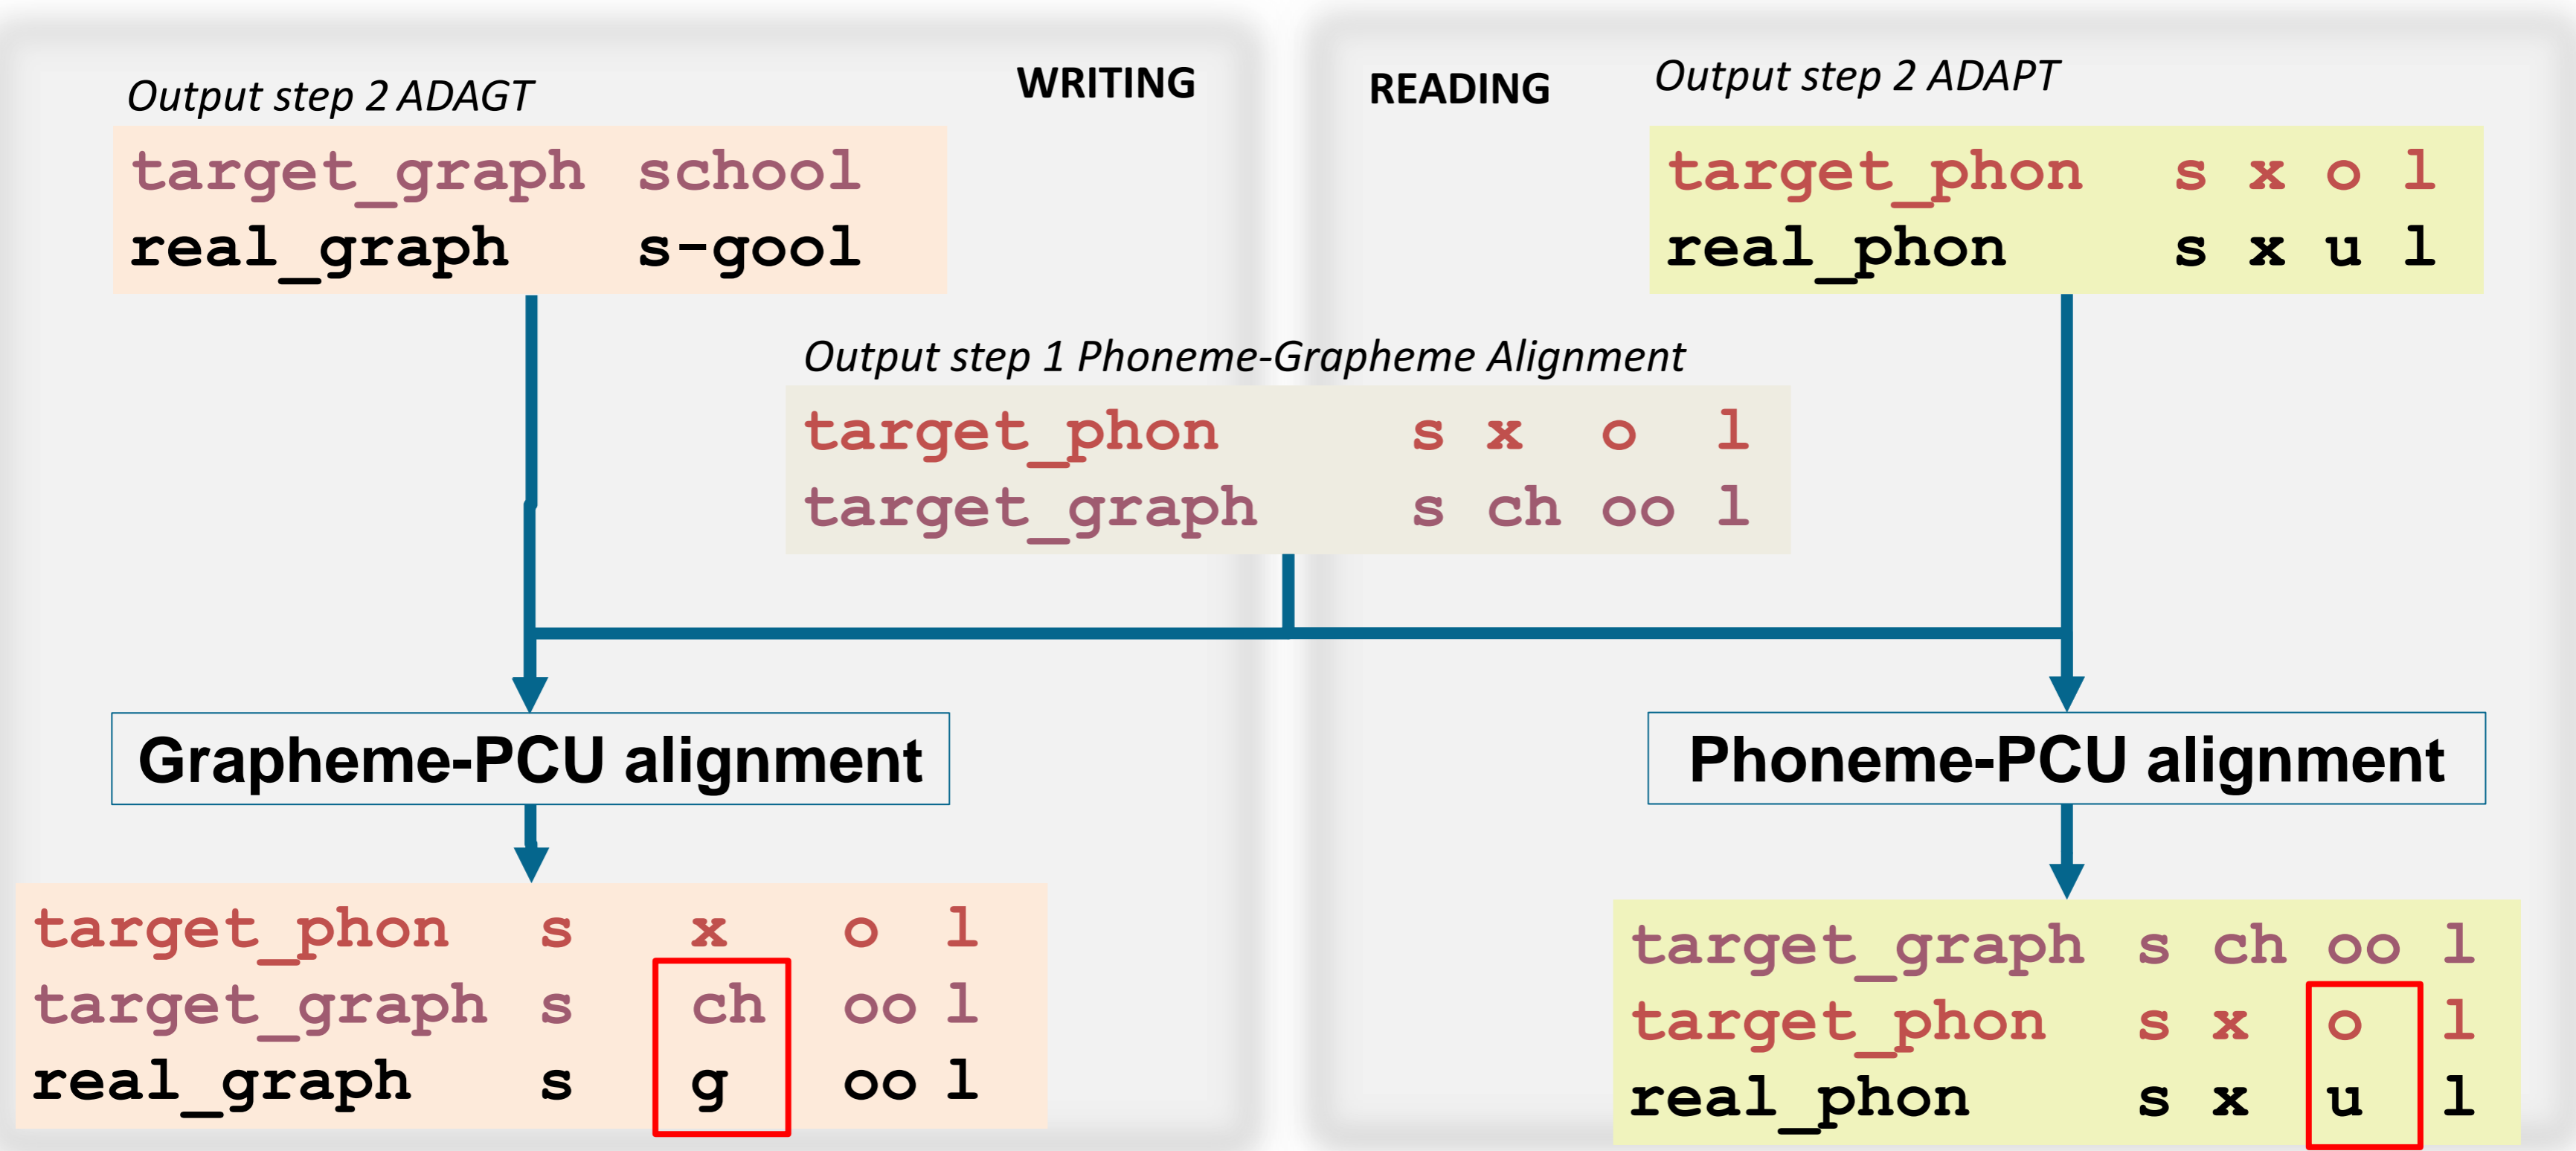 WRITING
READING
Output step 2 ADAGT
target_graph school
real_graph s-gool
Output step 2 ADAPT
target_phon s x o l
real_phon s x u l
Output step 1 Phoneme-Grapheme Alignment
target_phon s x o l
target_graph s ch oo l
Grapheme-PCU alignment
Phoneme-PCU alignment
target_phon s x o l
target_graph s ch oo l
real_graph s g oo l
target_graph s ch oo l
target_phon s x o l
real_phon s x u l